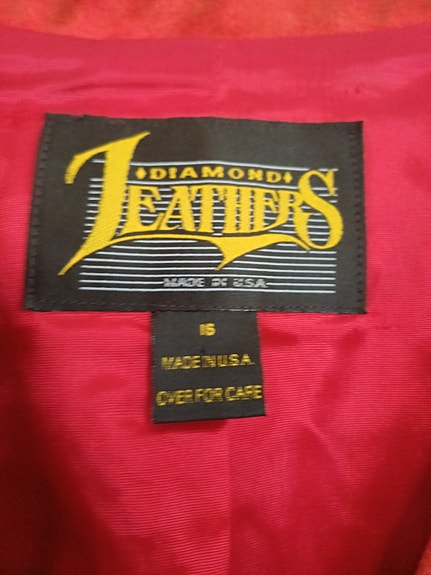 ♦DIAMOND♦
LEATHERS
MADE IN U.S.A.
16
MADE IN U.S.A.
OVER FOR CARE